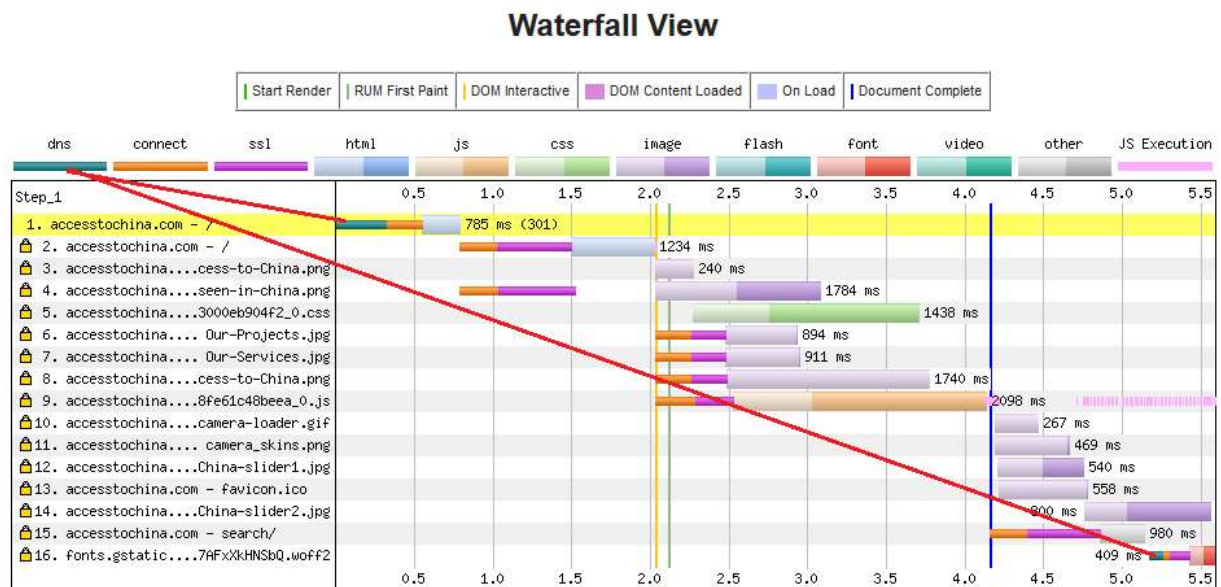 Waterfall View
Start Render RUM First Paint DOM Interactive DOM Content Loaded On Load Document Complete
dns connect ssl html js css image flash font video other JS Execution
Step_1 0.5 1.0 1.5 2.0 2.5 3.0 3.5 4.0 4.5 5.0 5.5
1. accesstochina.com - / 785 ms (301)
2. accesstochina.com - / 1234 ms
3. accesstochina....cess-to-China.png 240 ms
4. accesstochina....seen-in-china.png 1784 ms
5. accesstochina....3000eb904f2_0.css 1438 ms
6. accesstochina.... Our-Projects.jpg 894 ms
7. accesstochina.... Our-Services.jpg 911 ms
8. accesstochina....cess-to-China.png 1740 ms
9. accesstochina....8fe61c48beea_0.js 2098 ms
10. accesstochina....camera-loader.gif 267 ms
11. accesstochina.... camera_skins.png 469 ms
12. accesstochina....China-slider1.jpg 540 ms
13. accesstochina.com - favicon.ico 558 ms
14. accesstochina....China-slider2.jpg 800 ms
15. accesstochina.com - search/ 980 ms
16. fonts.gstatic....7AFxXkHNSbQ.woff2 409 ms
0.5 1.0 1.5 2.0 2.5 3.0 3.5 4.0 4.5 5.0 5.5